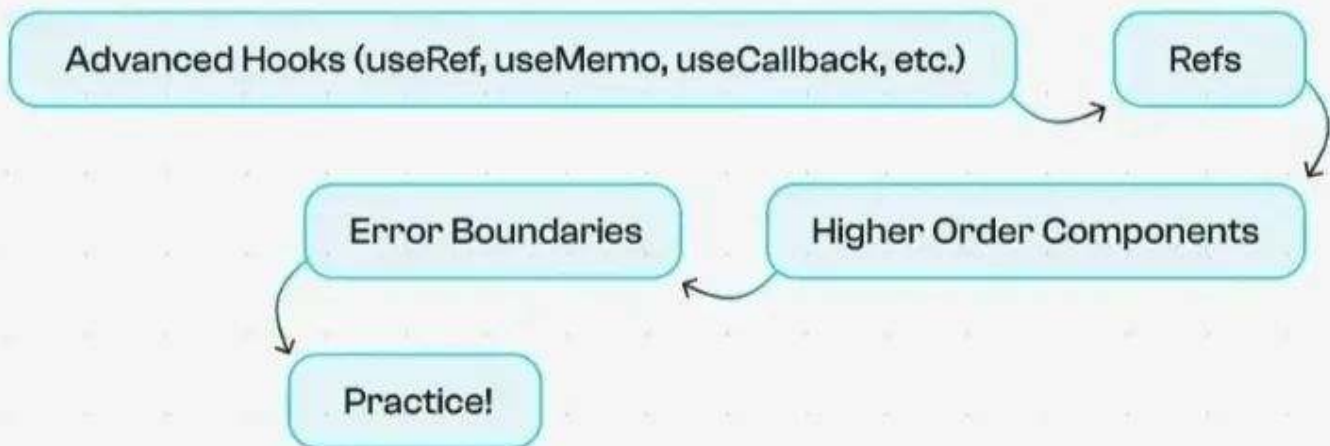 Advanced Hooks (useRef, useMemo, useCallback, etc.)
Refs
Higher Order Components
Error Boundaries
Practice!